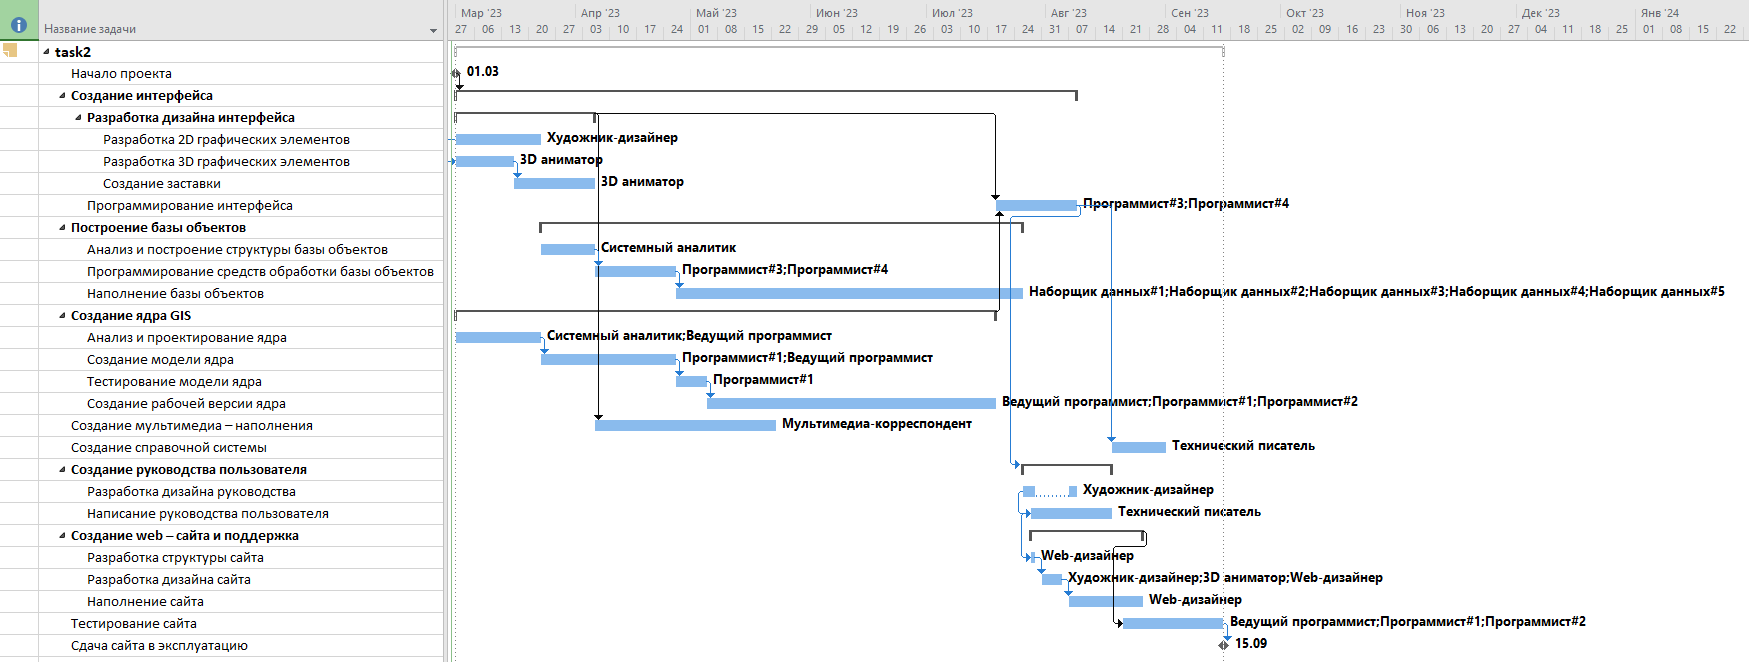 Мар '23 Апр '23 Май '23 Июн '23 Июл '23 Авг '23 Сен '23 Окт '23 Ноя '23 Дек '23 Янв '24
Название задачи 27 06 13 20 27 03 10 17 24 01 08 15 22 29 05 12 19 26 03 10 17 24 31 07 14 21 28 04 11 18 25 02 09 16 23 30 06 13 20 27 04 11 18 25 01 08 15 22
task2
Начало проекта 01.03
Создание интерфейса
Разработка дизайна интерфейса
Разработка 2D графических элементов Художник-дизайнер
Разработка 3D графических элементов 3D аниматор
Создание заставки 3D аниматор
Программирование интерфейса Программист#3;Программист#4
Построение базы объектов
Анализ и построение структуры базы объектов Системный аналитик
Программирование средств обработки базы объектов Программист#3;Программист#4
Наполнение базы объектов Наборщик данных#1;Наборщик данных#2;Наборщик данных#3;Наборщик данных#4;Наборщик данных#5
Создание ядра GIS
Анализ и проектирование ядра Системный аналитик;Ведущий программист
Создание модели ядра Программист#1;Ведущий программист
Тестирование модели ядра Программист#1
Создание рабочей версии ядра Ведущий программист;Программист#1;Программист#2
Создание мультимедиа – наполнения Мультимедиа-корреспондент
Создание справочной системы Технический писатель
Создание руководства пользователя
Разработка дизайна руководства Художник-дизайнер
Написание руководства пользователя Технический писатель
Создание web – сайта и поддержка
Разработка структуры сайта Web-дизайнер
Разработка дизайна сайта Художник-дизайнер;3D аниматор;Web-дизайнер
Наполнение сайта Web-дизайнер
Тестирование сайта Ведущий программист;Программист#1;Программист#2
Сдача сайта в эксплуатацию 15.09